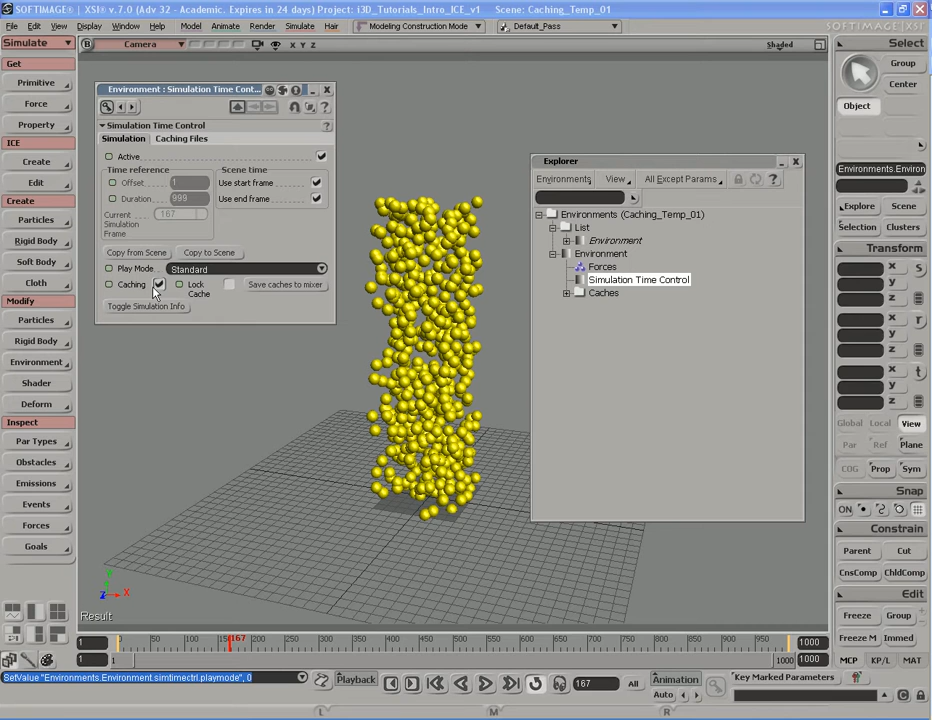 SOFTIMAGE® | XSI® v.7.0 (Adv 32 - Academic. Expires in 24 days) Project: i3D_Tutorials_Intro_ICE_v1 Scene: Caching_Temp_01
File Edit View Display Window Help Model Animate Render Simulate Hair Modeling Construction Mode Default_Pass
Simulate
Get
Primitive
Force
Property
ICE
Create
Edit
Create
Particles
Rigid Body
Soft Body
Cloth
Modify
Particles
Rigid Body
Environment
Shader
Deform
Inspect
Par Types
Obstacles
Emissions
Events
Forces
Goals
B Camera X Y Z Shaded
Environment : Simulation Time Cont...
Simulation Time Control
Simulation Caching Files
Active
Time reference Scene time
Offset 1 Use start frame
Duration 999 Use end frame
Current Simulation Frame 167
Copy from Scene Copy to Scene
Play Mode Standard
Caching Lock Cache Save caches to mixer
Toggle Simulation Info
Explorer
Environments View All Except Params
Environments (Caching_Temp_01)
List
Environment
Environment
Forces
Simulation Time Control
Caches
Y
Z X
Result
Select
Group
Center
Object
Environments.Environment
Explore Scene
Selection Clusters
Transform
x s
y
z
x r
y
z
x t
y
z
Global Local View
Par Ref Plane
COG Prop Sym
Snap
ON
Constrain
Parent Cut
CnsComp ChldComp
Edit
Freeze Group
Freeze M Immed
MCP KP/L MAT
1 0 50 100 150 167 200 250 300 350 400 450 500 550 600 650 700 750 800 850 900 950 1000
1 1 1000 1000
SetValue "Environments.Environment.simtimectrl.playmode", 0
Playback 167 All Animation Auto Key Marked Parameters
L M R